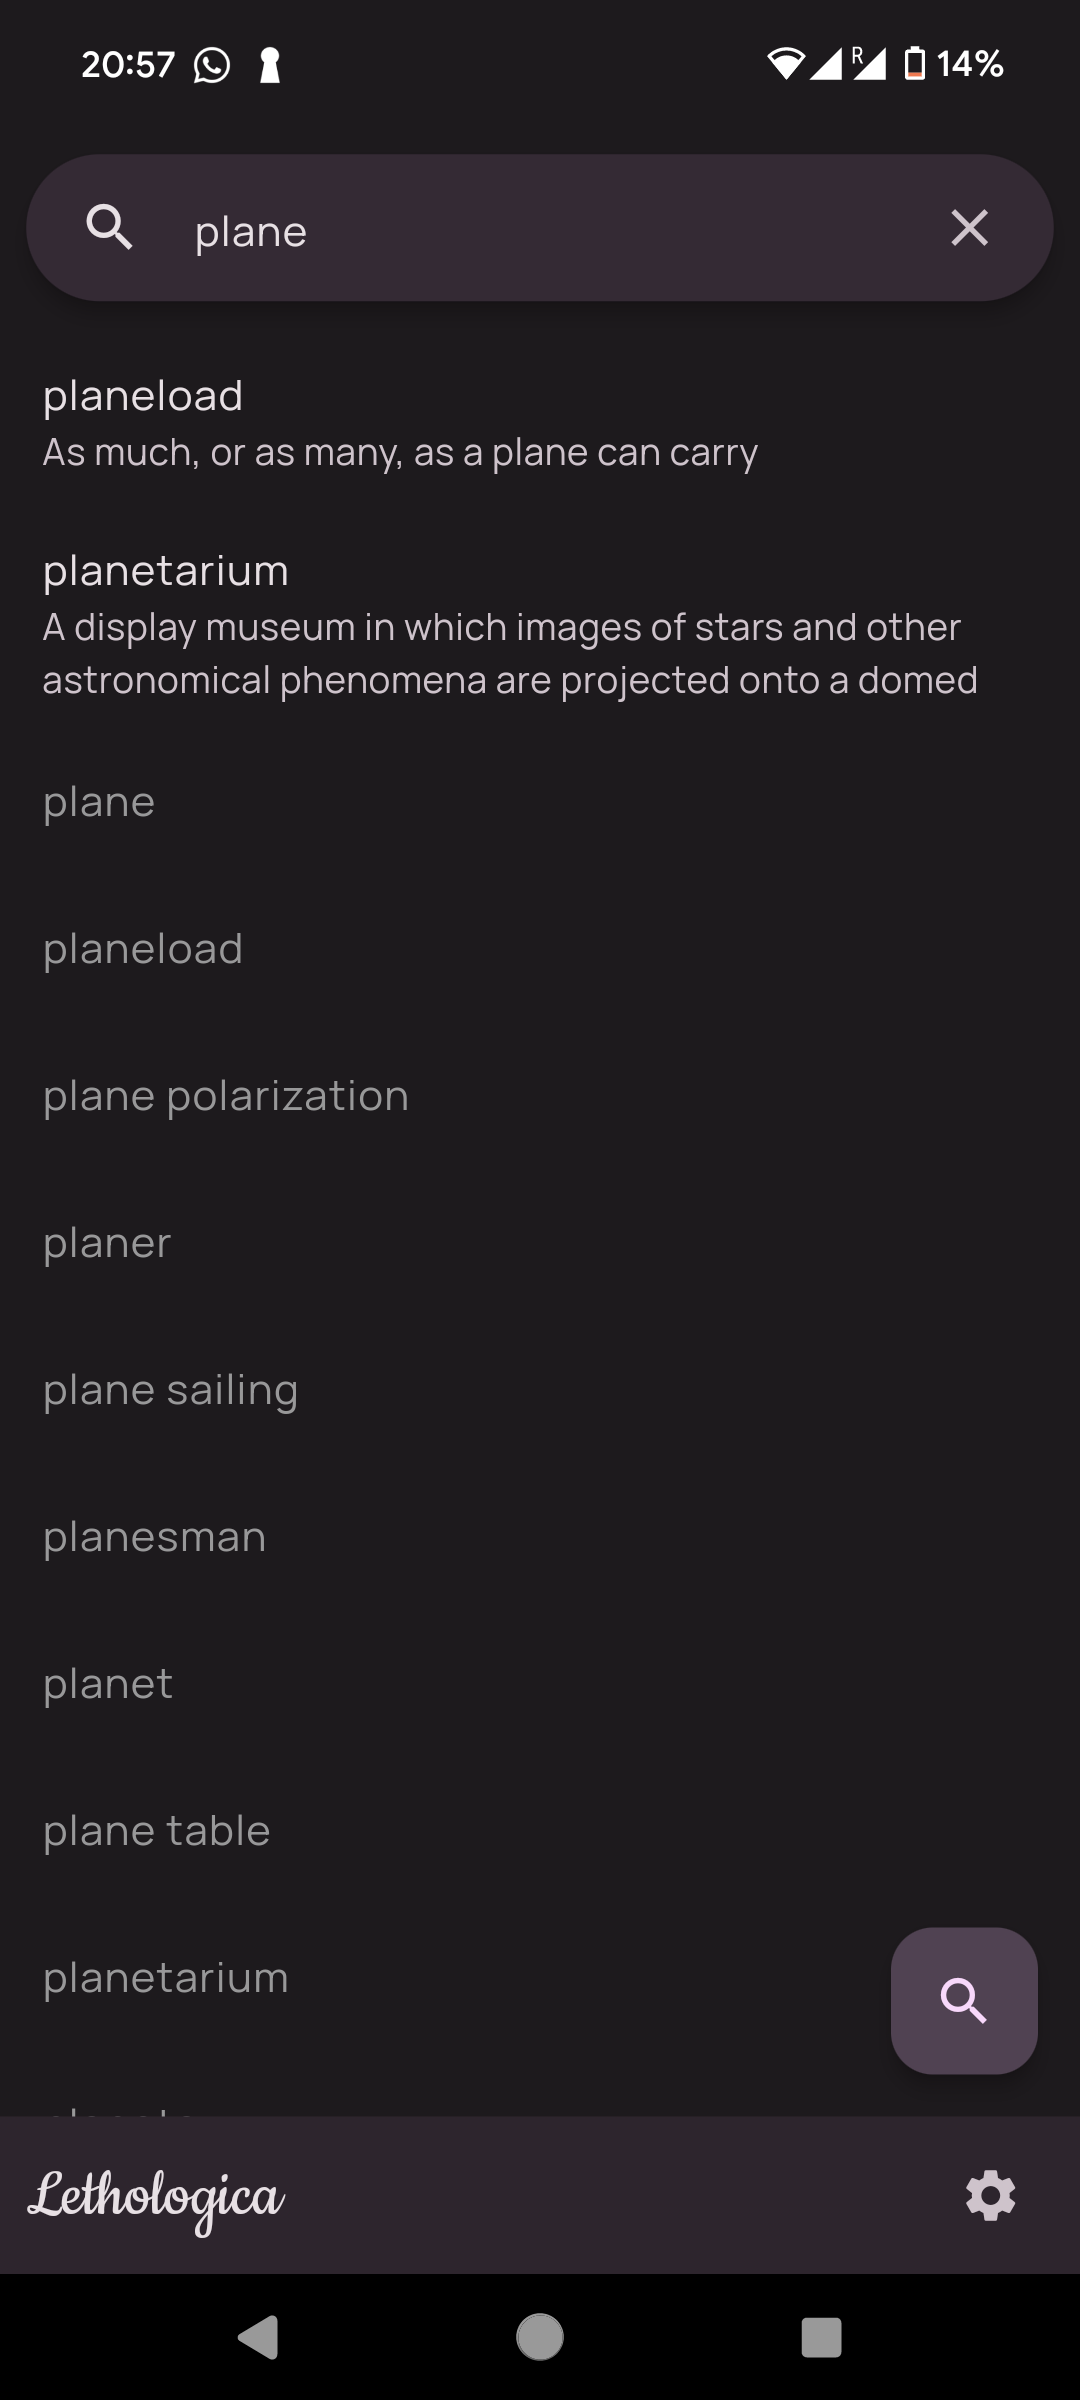 20:57
R
14%
plane
planeload
As much, or as many, as a plane can carry
planetarium
A display museum in which images of stars and other
astronomical phenomena are projected onto a domed
plane
planeload
plane polarization
planer
plane sailing
planesman
planet
plane table
planetarium
Lethologica